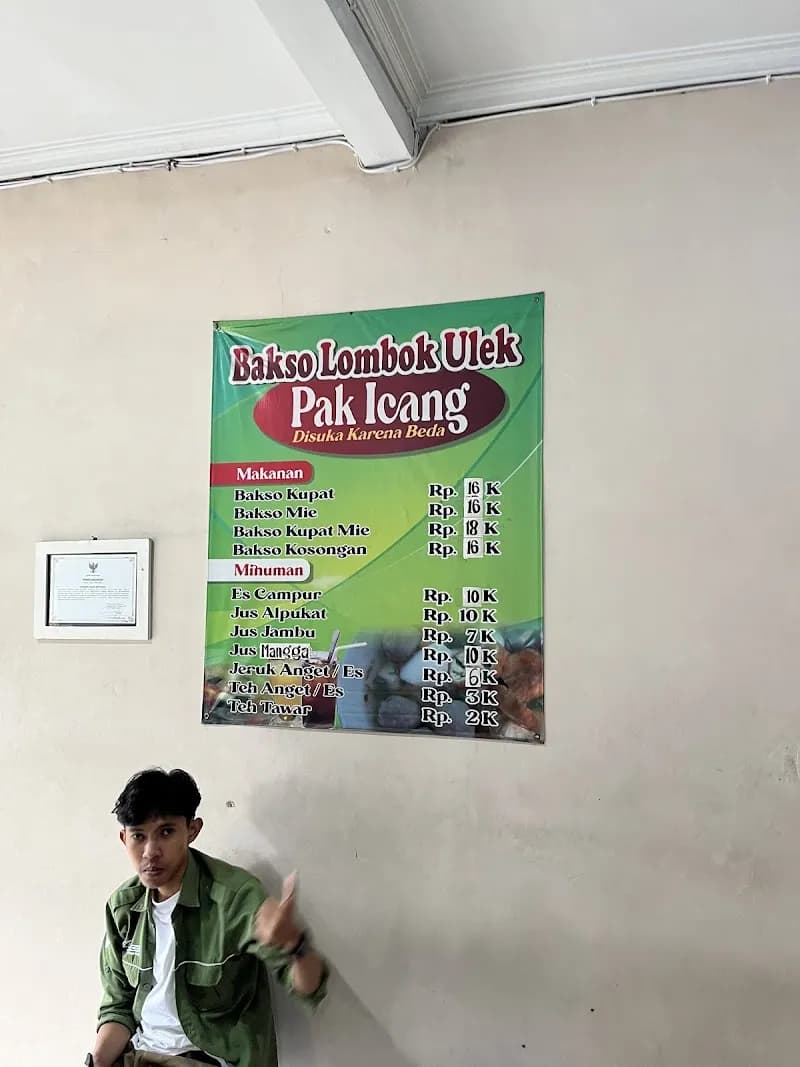 Bakso Lombok Ulek
Pak Icang
Disuka Karena Beda
Makanan
Bakso Kupat Rp. 16 K
Bakso Mie Rp. 16 K
Bakso Kupat Mie Rp. 18 K
Bakso Kosongan Rp. 16 K
Minuman
Es Campur Rp. 10 K
Jus Alpukat Rp. 10 K
Jus Jambu Rp. 7 K
Jus Mangga Rp. 10 K
Jeruk Anget / Es Rp. 6 K
Teh Anget / Es Rp. 3 K
Teh Tawar Rp. 2 K